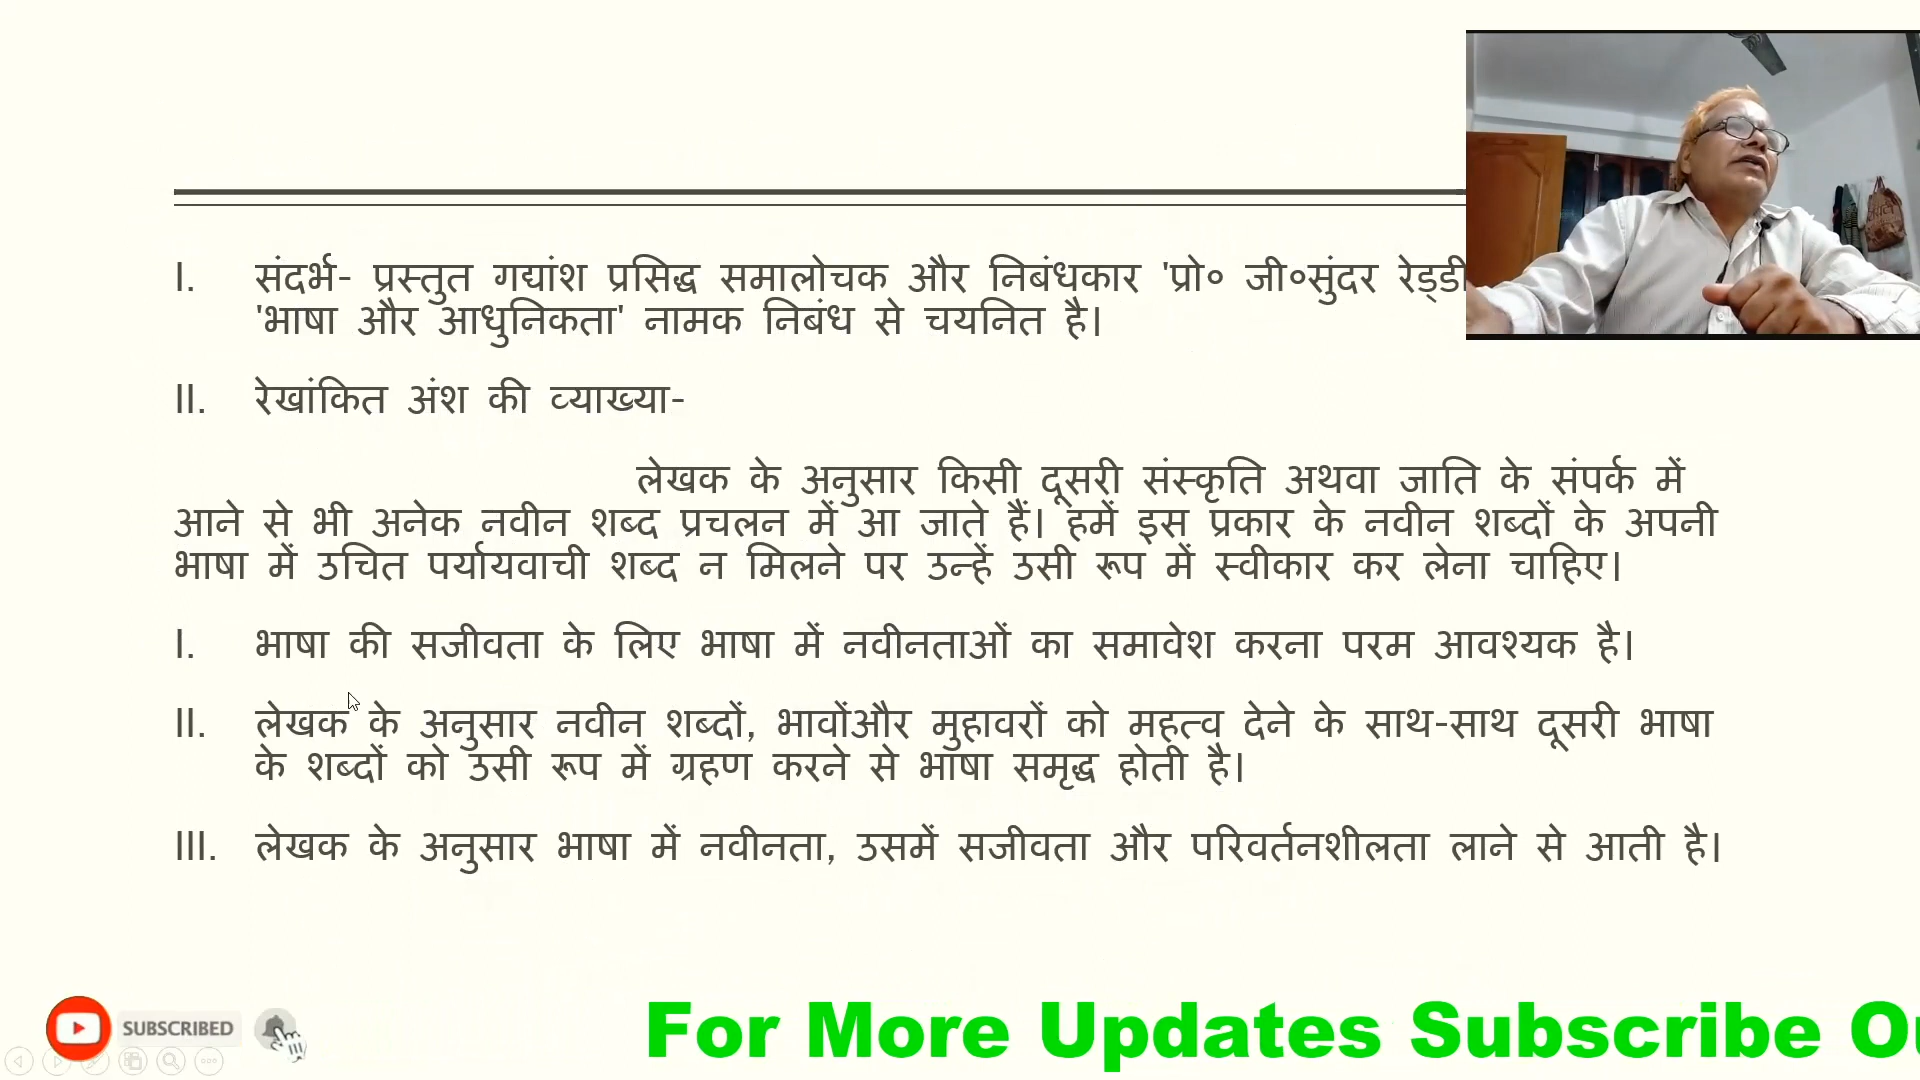 I. संदर्भ- प्रस्तुत गद्यांश प्रसिद्ध समालोचक और निबंधकार 'प्रो० जी०सुंदर रेड्डी
'भाषा और आधुनिकता' नामक निबंध से चयनित है।
II. रेखांकित अंश की व्याख्या-
लेखक के अनुसार किसी दूसरी संस्कृति अथवा जाति के संपर्क में
आने से भी अनेक नवीन शब्द प्रचलन में आ जाते हैं। हमें इस प्रकार के नवीन शब्दों के अपनी
भाषा में उचित पर्यायवाची शब्द न मिलने पर उन्हें उसी रूप में स्वीकार कर लेना चाहिए।
I. भाषा की सजीवता के लिए भाषा में नवीनताओं का समावेश करना परम आवश्यक है।
II. लेखक के अनुसार नवीन शब्दों, भावोंऔर मुहावरों को महत्व देने के साथ-साथ दूसरी भाषा
के शब्दों को उसी रूप में ग्रहण करने से भाषा समृद्ध होती है।
III. लेखक के अनुसार भाषा में नवीनता, उसमें सजीवता और परिवर्तनशीलता लाने से आती है।
SUBSCRIBED
For More Updates Subscribe Ou